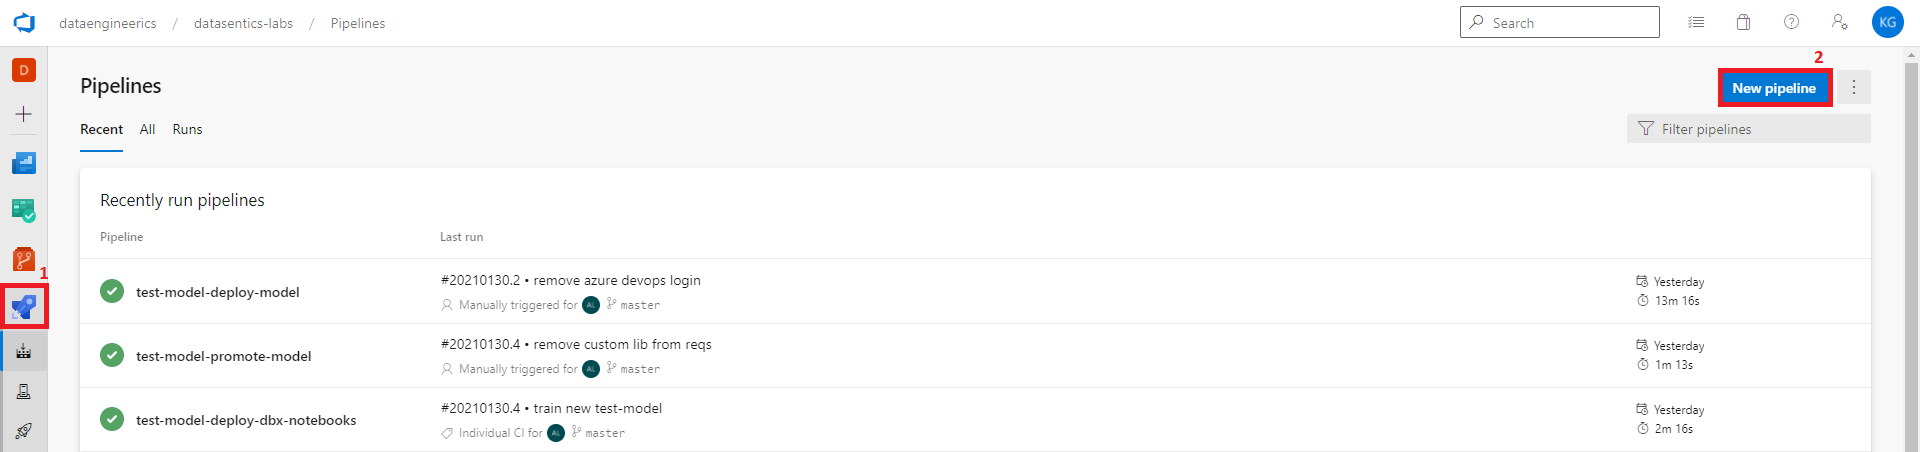 dataengineerics / datasentics-labs / Pipelines
Search
KG
D
2
Pipelines
New pipeline
Recent All Runs
Filter pipelines
Recently run pipelines
Pipeline Last run
1
test-model-deploy-model
#20210130.2 • remove azure devops login
Manually triggered for AL master
Yesterday
13m 16s
test-model-promote-model
#20210130.4 • remove custom lib from reqs
Manually triggered for AL master
Yesterday
1m 13s
test-model-deploy-dbx-notebooks
#20210130.4 • train new test-model
Individual CI for AL master
Yesterday
2m 16s